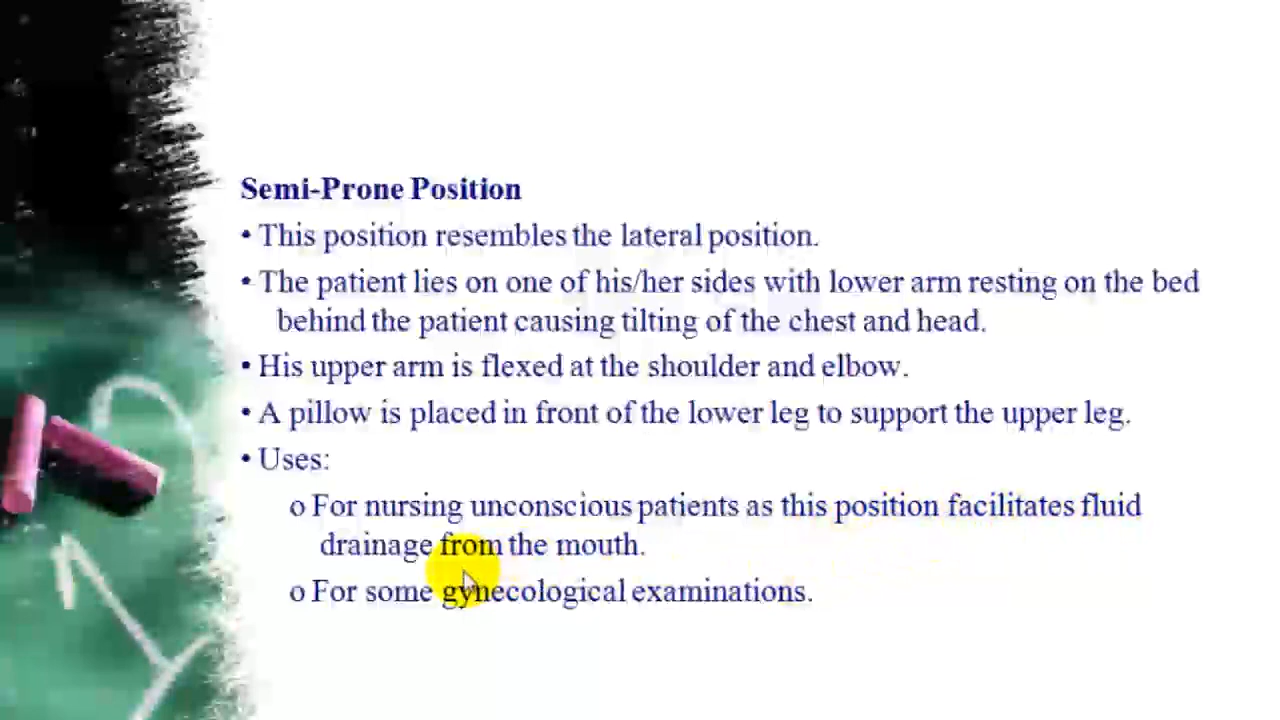 Semi-Prone Position
• This position resembles the lateral position.
• The patient lies on one of his/her sides with lower arm resting on the bed
behind the patient causing tilting of the chest and head.
• His upper arm is flexed at the shoulder and elbow.
• A pillow is placed in front of the lower leg to support the upper leg.
• Uses:
o For nursing unconscious patients as this position facilitates fluid
drainage from the mouth.
o For some gynecological examinations.